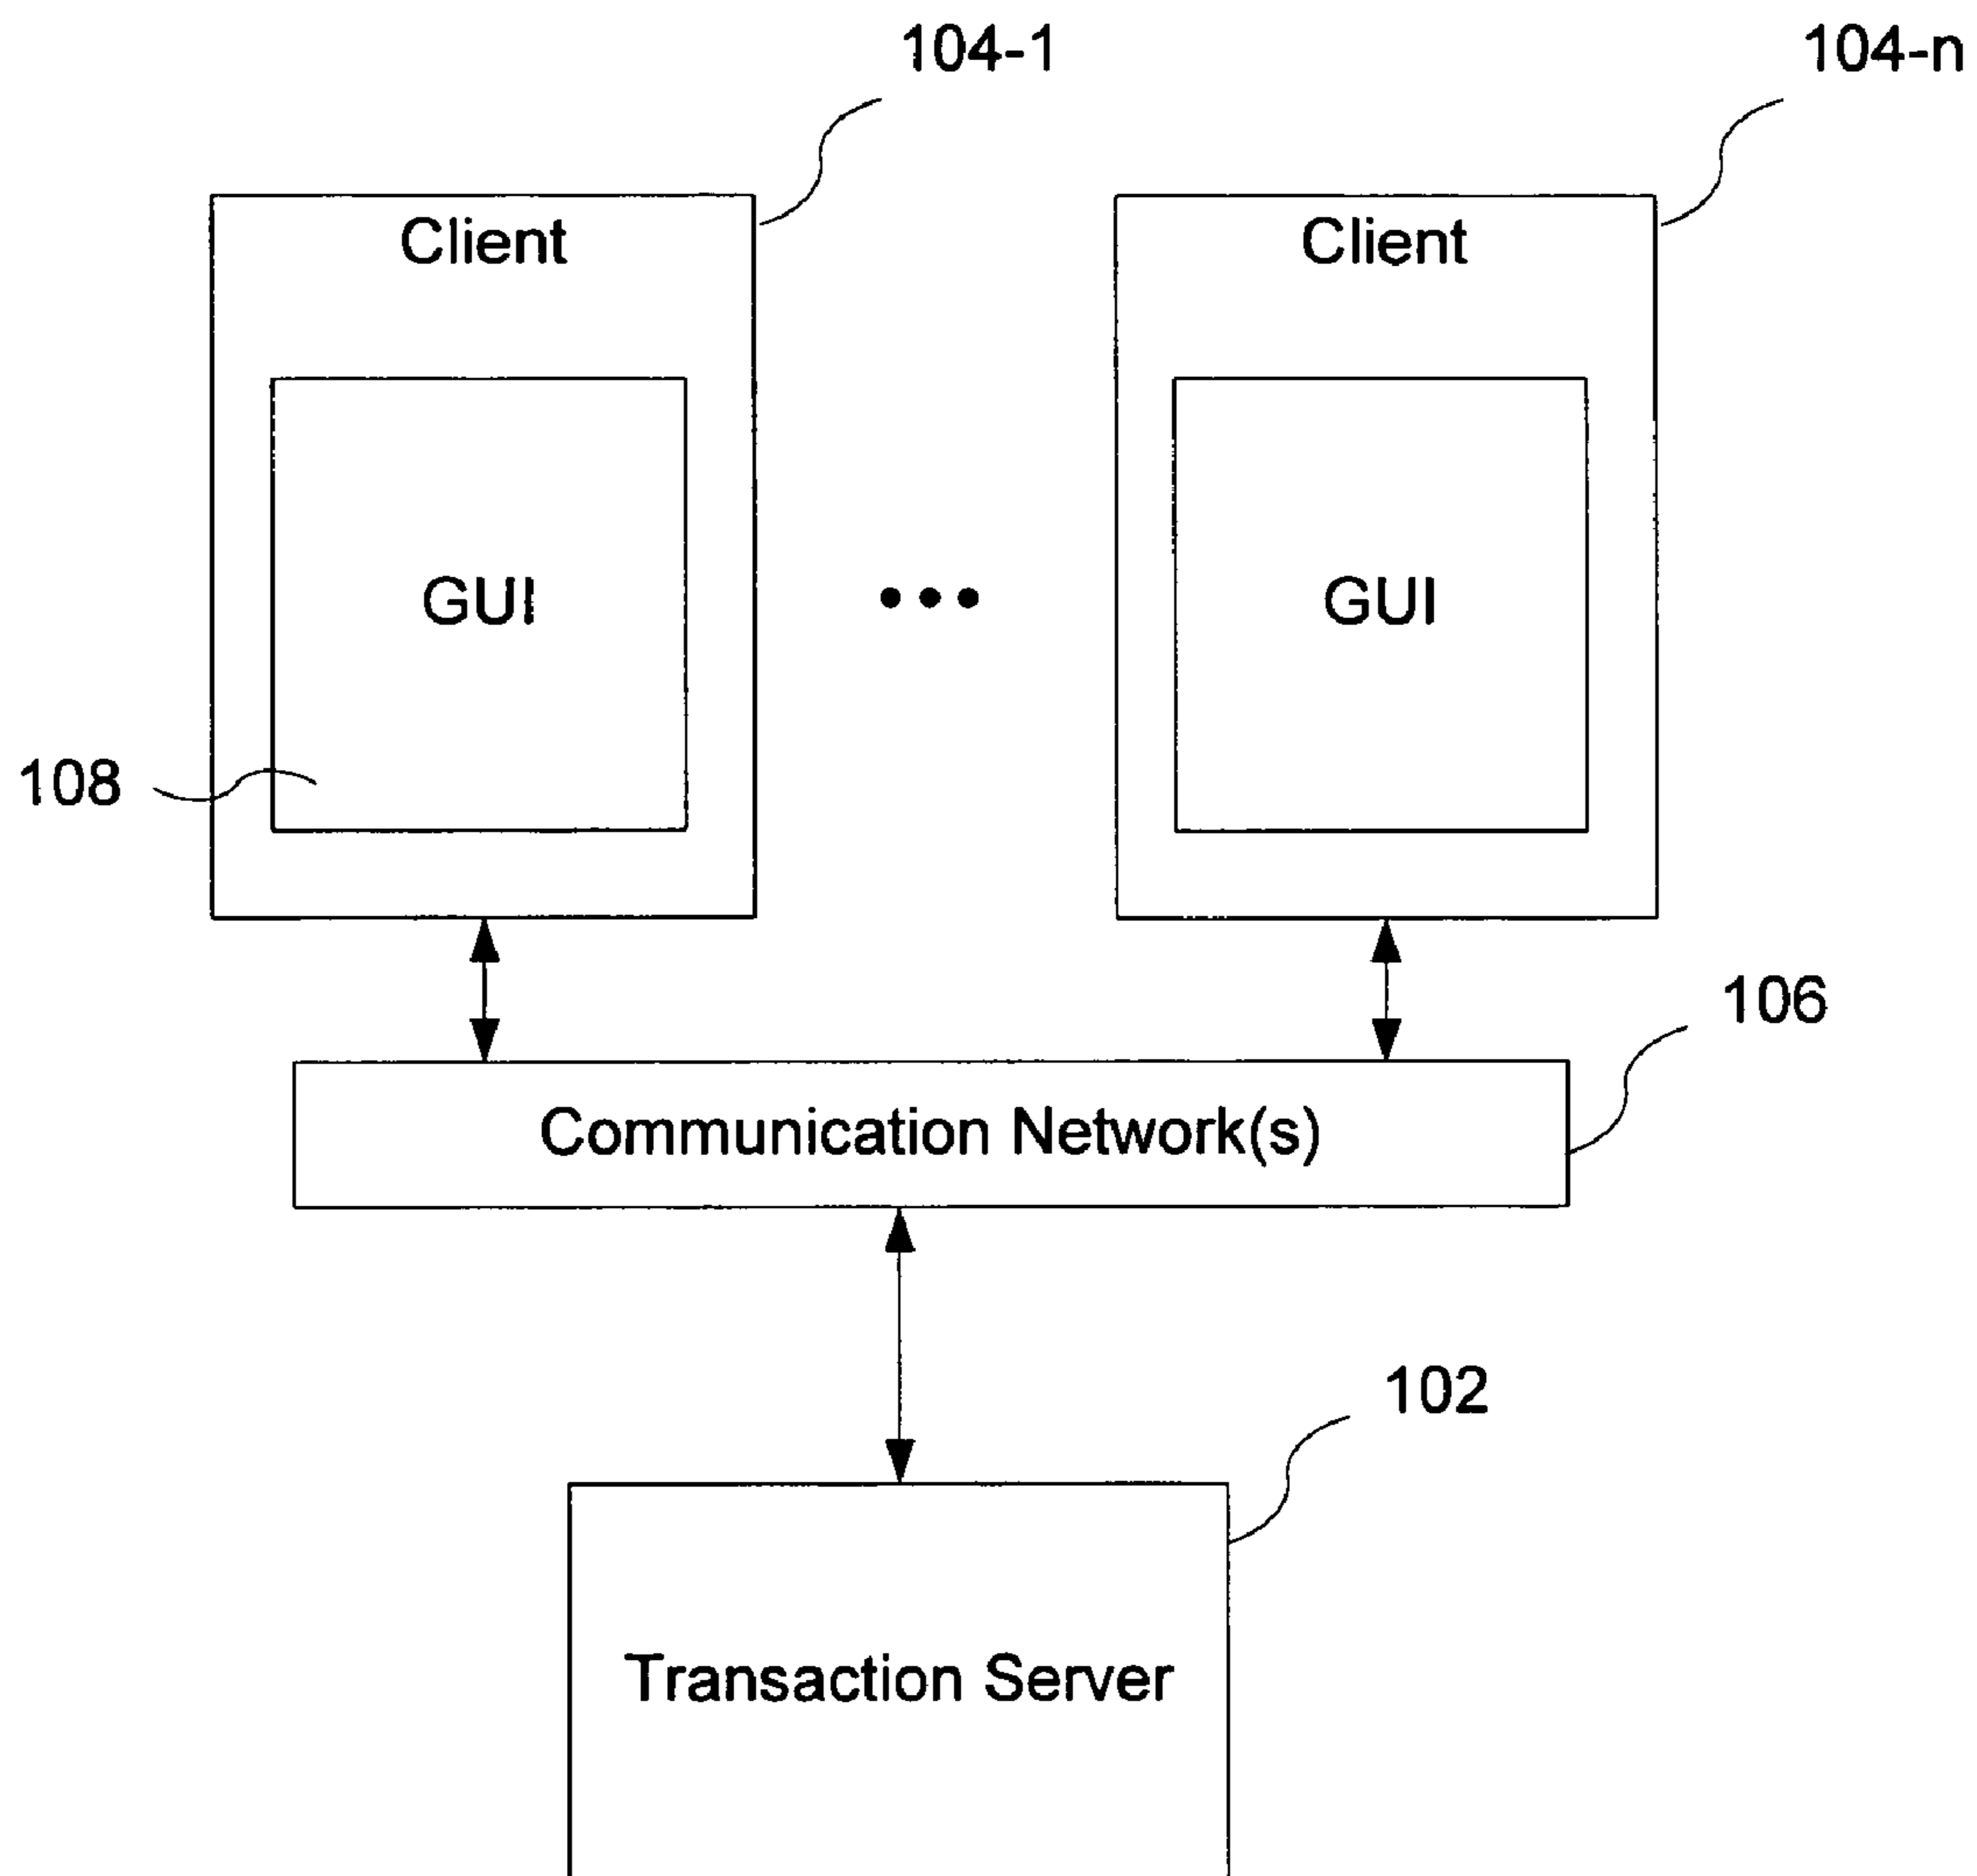 104-1
104-n
Client
Client
GUI
GUI
108
106
Communication Network(s)
102
Transaction Server